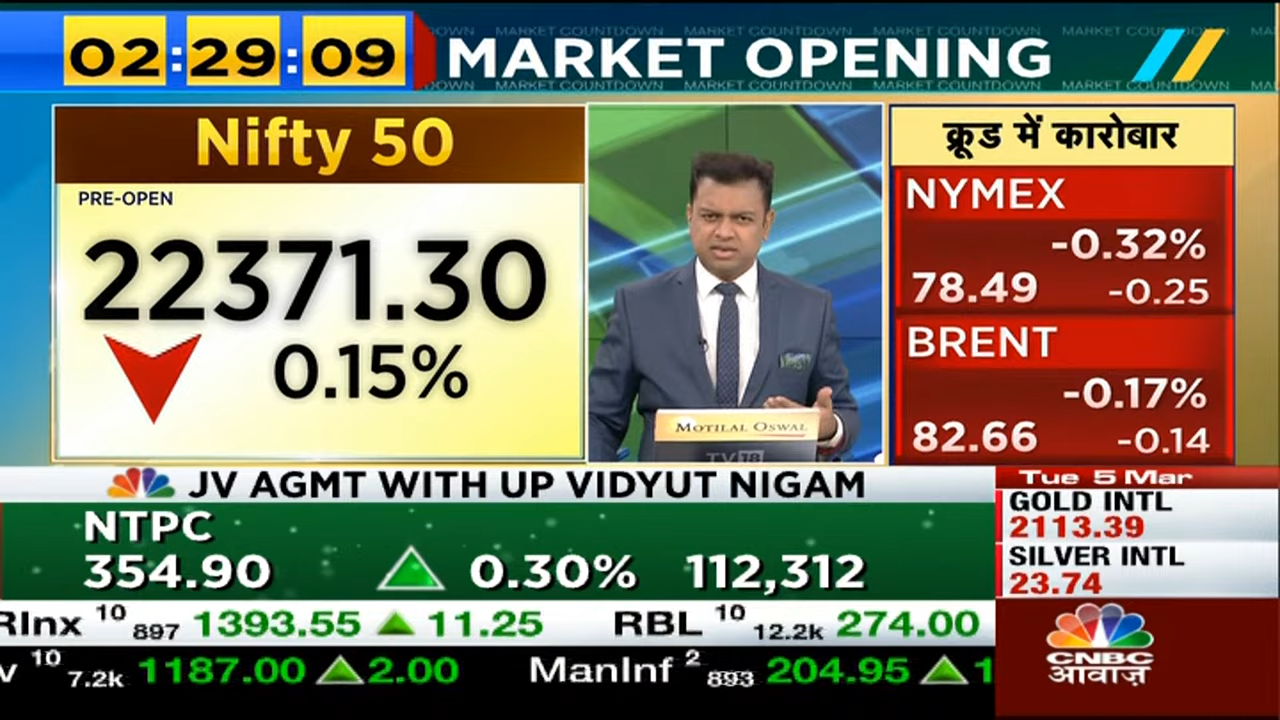 02:29:09
MARKET OPENING
Nifty 50
PRE-OPEN
22371.30
0.15%
MOTILAL OSWAL
TV18
क्रूड में कारोबार
NYMEX
-0.32%
78.49 -0.25
BRENT
-0.17%
82.66 -0.14
JV AGMT WITH UP VIDYUT NIGAM
NTPC
354.90 0.30% 112,312
Tue 5 Mar
GOLD INTL
2113.39
SILVER INTL
23.74
RInx 10 897 1393.55 11.25 RBL 10 12.2k 274.00
v 10 7.2k 1187.00 2.00 ManInf 2 893 204.95 1
CNBC
आवाज़